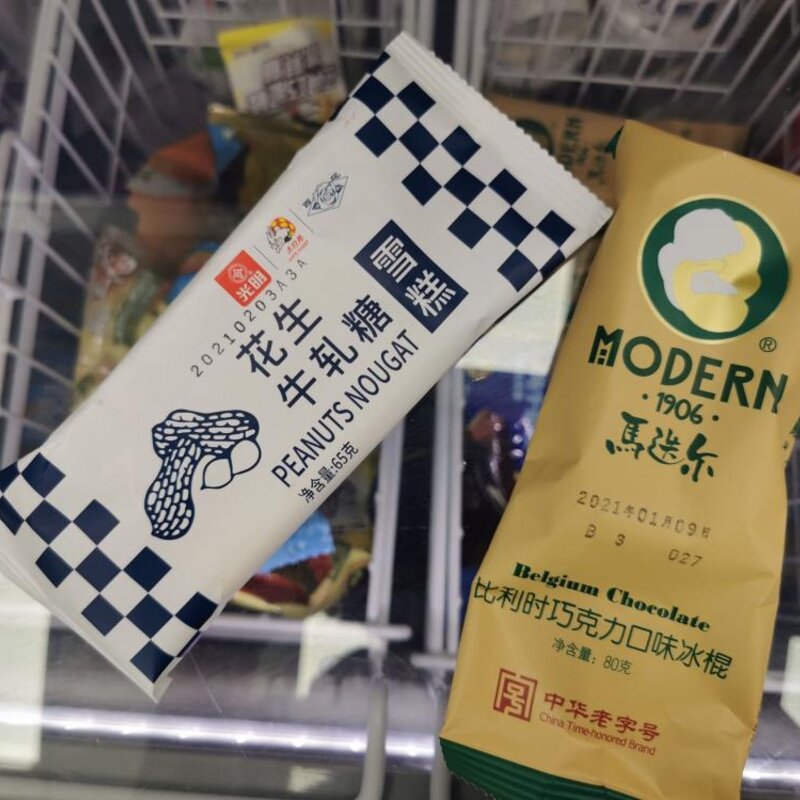 光明
20210203A3A
花生
牛轧糖
雪糕
PEANUTS NOUGAT
净含量:65克
MODERN
MODERN
·1906·
馬迭尔
2021年01月09日
B 3 027
Belgium Chocolate
比利时巧克力口味冰棍
净含量：80克
中华老字号
China Time-honored Brand